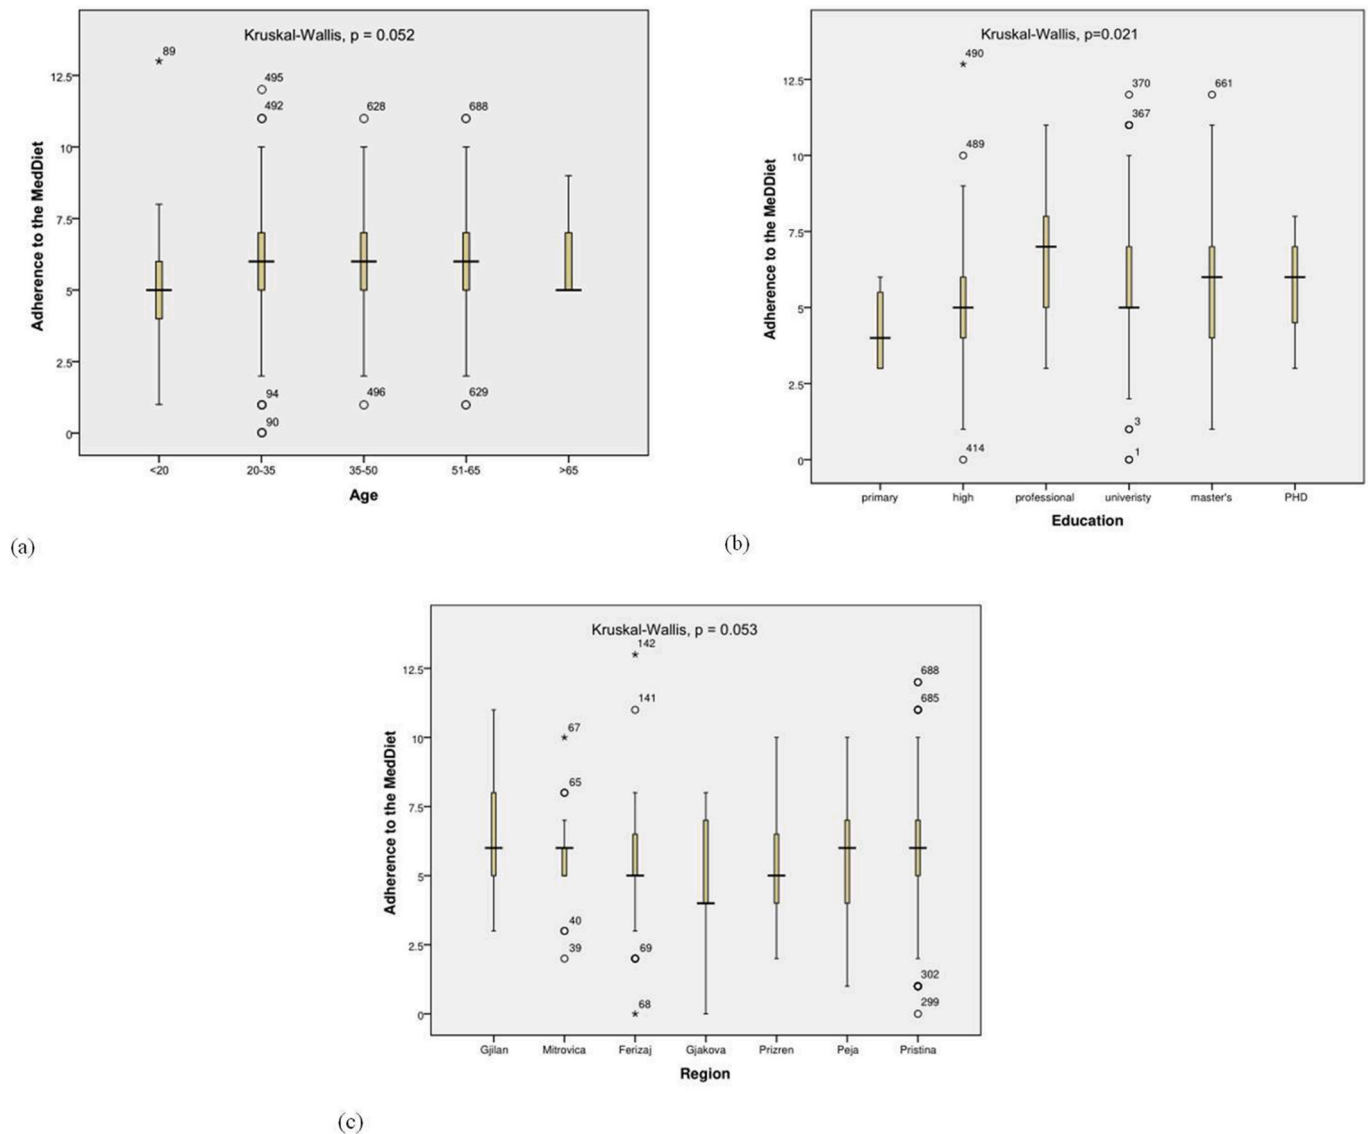 Kruskal-Wallis, p = 0.052
89
12.5
495
492
628
688
10
7.5
5
2.5
94
90
496
629
0
<20
20-35
35-50
51-65
>65
Adherence to the MedDiet
Age
(a)
Kruskal-Wallis, p=0.021
490
12.5
370
661
367
489
10
7.5
5
2.5
3
414
1
0
primary
high
professional
univeristy
master's
PHD
Adherence to the MeDDiet
Education
(b)
Kruskal-Wallis, p = 0.053
142
12.5
688
141
685
67
10
65
7.5
5
40
2.5
39
69
302
68
299
0
Gjilan
Mitrovica
Ferizaj
Gjakova
Prizren
Peja
Pristina
Adherence to the MedDiet
Region
(c)